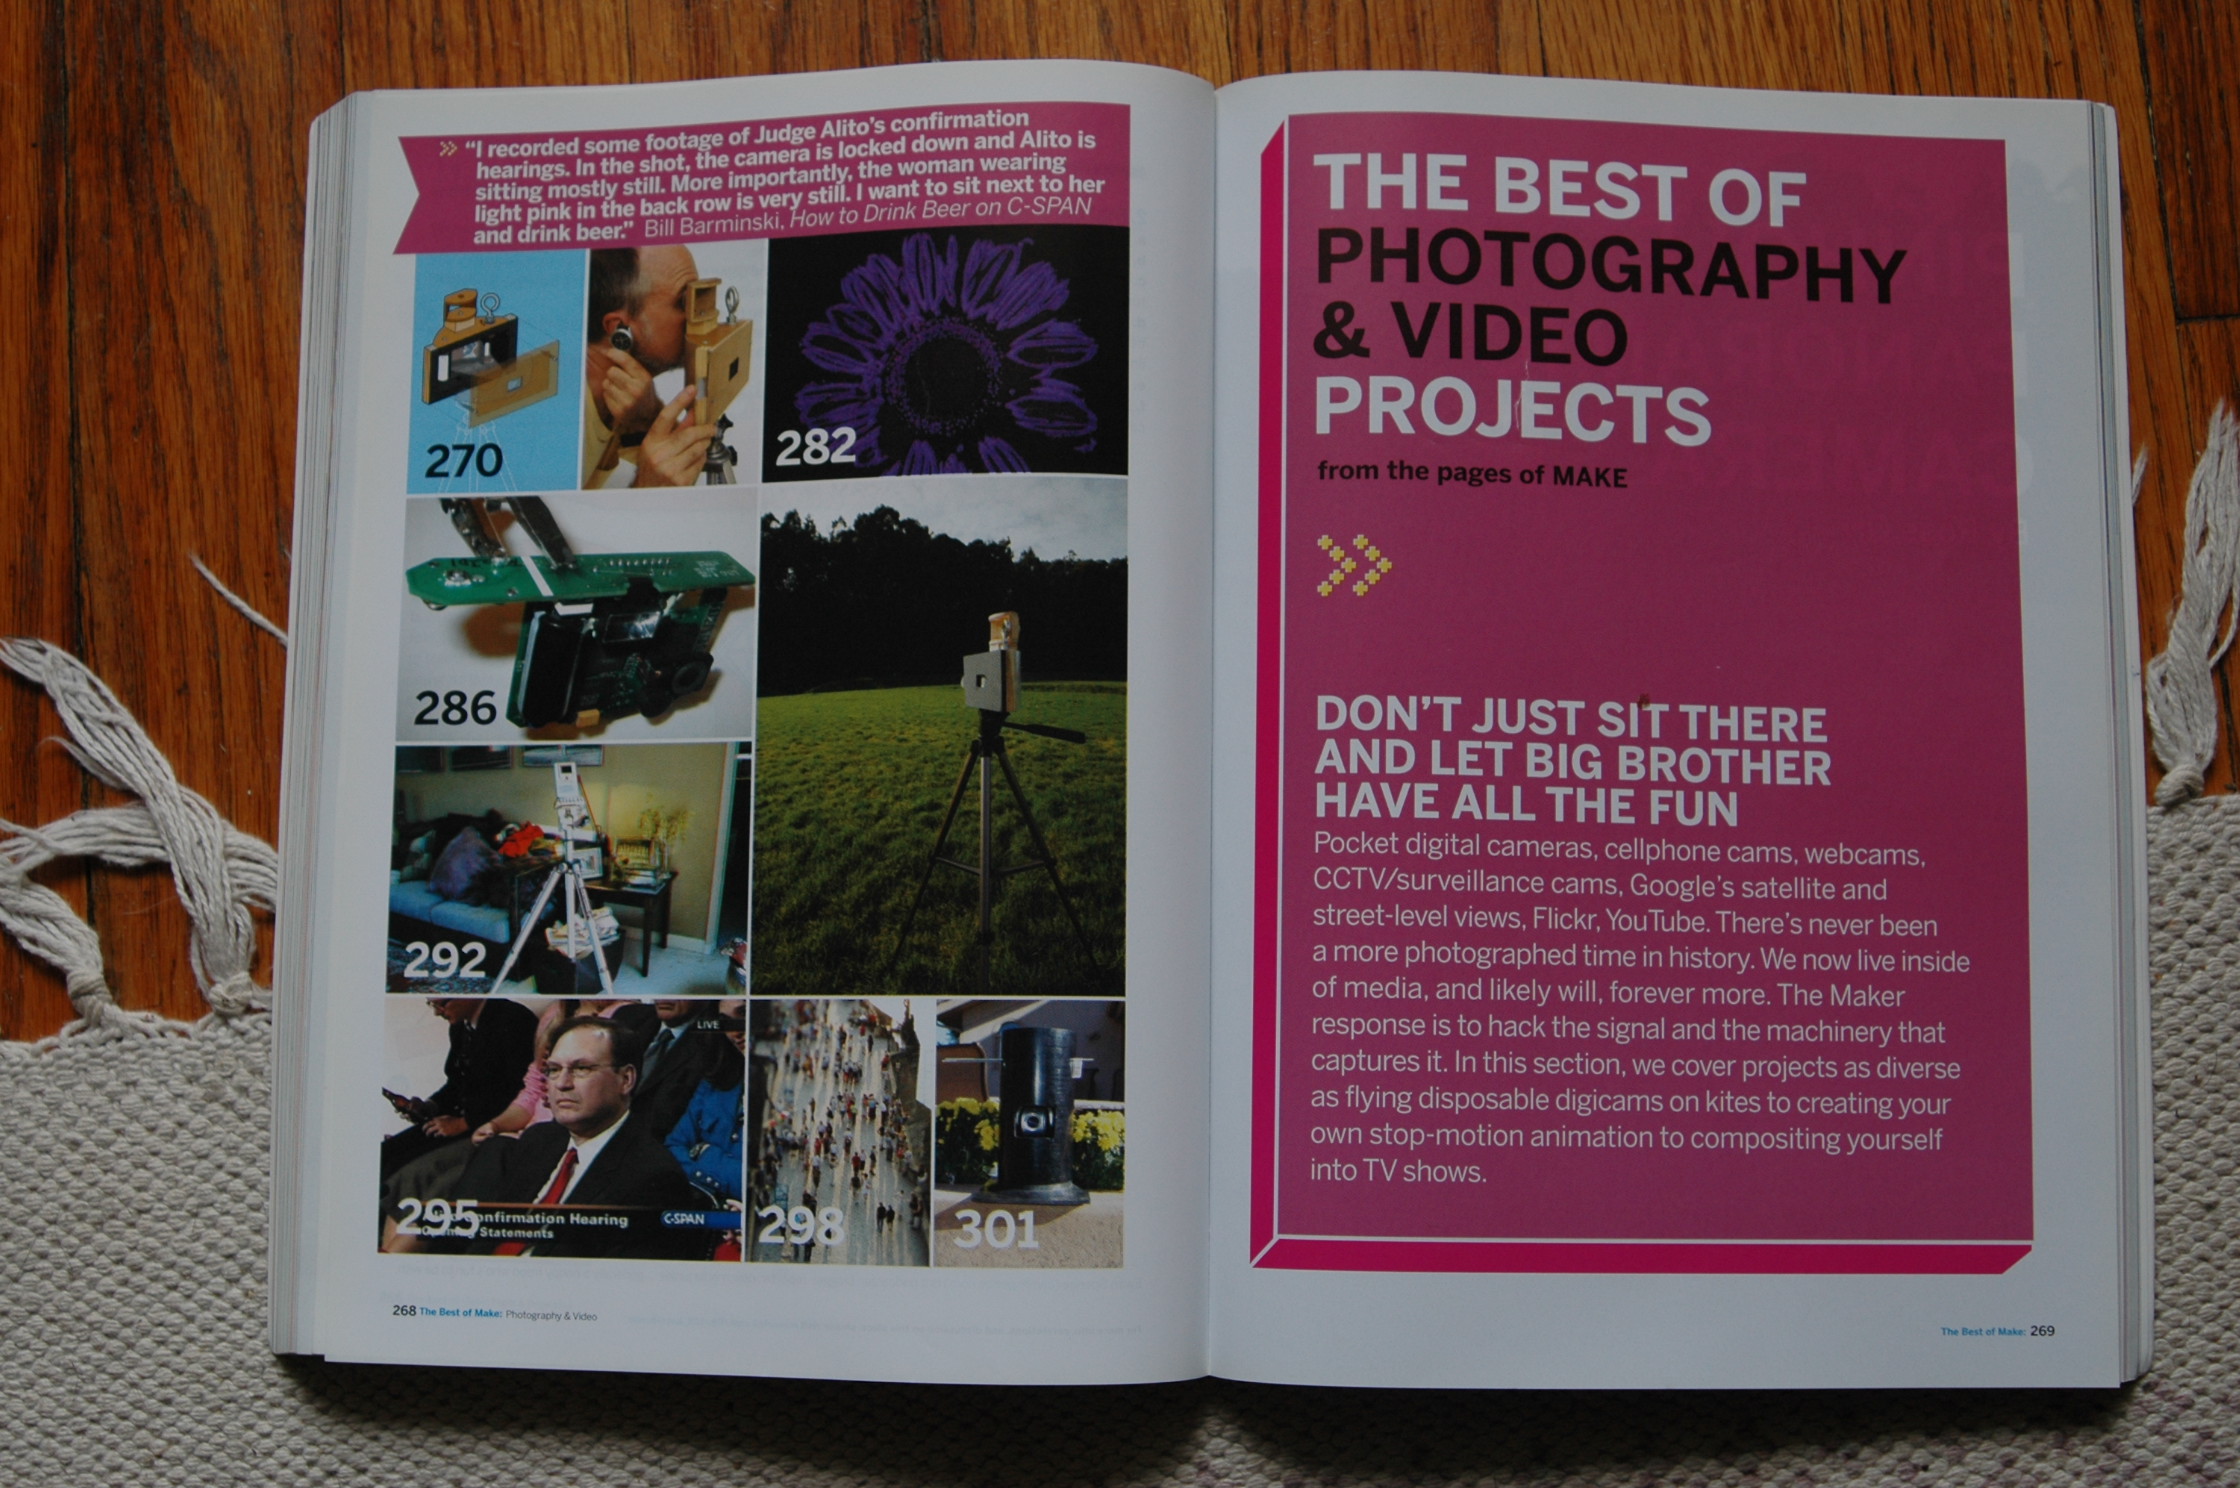 »"I recorded some footage of Judge Alito's confirmation
hearings. In the shot, the camera is locked down and Alito is
sitting mostly still. More importantly, the woman wearing
light pink in the back row is very still. I want to sit next to her
and drink beer." Bill Barminski, How to Drink Beer on C-SPAN
270
282
286
292
LIVE
C-SPAN
onfirmation Hearing
Statements
295
298
301
268 The Best of Make: Photography & Video
THE BEST OF
PHOTOGRAPHY
& VIDEO
PROJECTS
from the pages of MAKE
»
DON'T JUST SIT THERE
AND LET BIG BROTHER
HAVE ALL THE FUN
Pocket digital cameras, cellphone cams, webcams,
CCTV/surveillance cams, Google's satellite and
street-level views, Flickr, YouTube. There's never been
a more photographed time in history. We now live inside
of media, and likely will, forever more. The Maker
response is to hack the signal and the machinery that
captures it. In this section, we cover projects as diverse
as flying disposable digicams on kites to creating your
own stop-motion animation to compositing yourself
into TV shows.
The Best of Make: 269